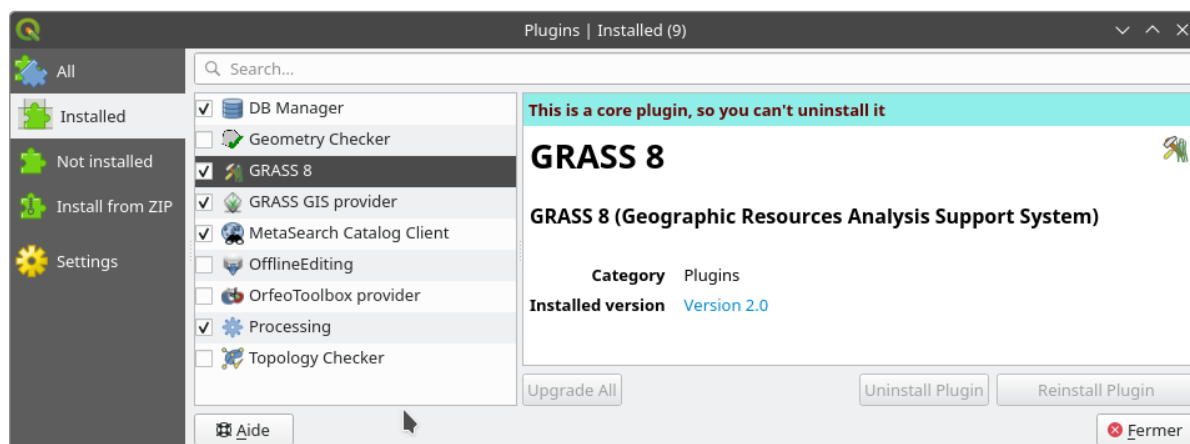 Plugins | Installed (9)
All
Installed
Not installed
Install from ZIP
Settings
Search...
DB Manager
Geometry Checker
GRASS 8
GRASS GIS provider
MetaSearch Catalog Client
OfflineEditing
OrfeoToolbox provider
Processing
Topology Checker
This is a core plugin, so you can't uninstall it
GRASS 8
GRASS 8 (Geographic Resources Analysis Support System)
Category Plugins
Installed version Version 2.0
Upgrade All Uninstall Plugin Reinstall Plugin
Aide Fermer